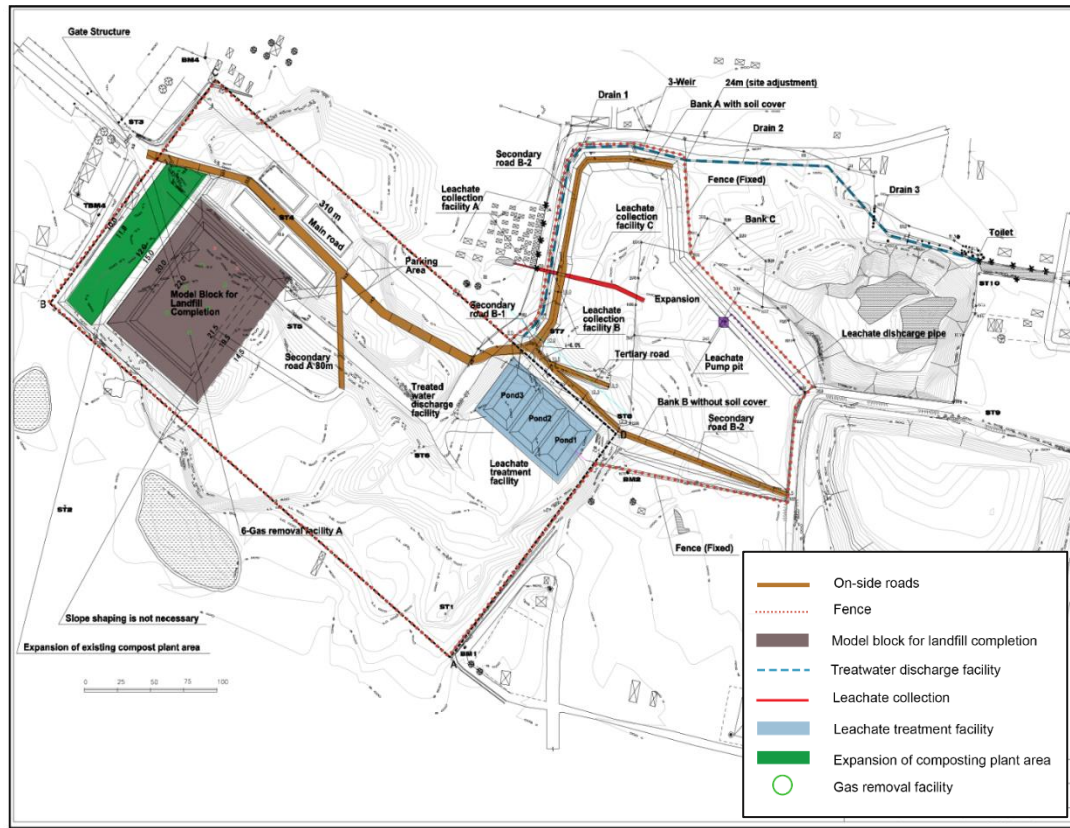 Gate Structure
BM4
ST3
TBM4
3-Weir
24m (site adjustment)
Drain 1
Bank A with soil cover
Drain 2
Secondary
road B-2
Leachate
collection
facility A
Fence (Fixed)
Drain 3
Leachate
collection
facility C
Bank C
Toilet
ST10
310 m
Main road
ST4
Parking
Area
B
Model Block for
Landfill
Completion
Expansion
Secondary
road B-1
Leachate
collection
facility B
ST7
Leachate dishcarge pipe
ST5
Secondary
road A 80m
Tertiary road
Leachate
Pump pit
Treated
water
discharge
facility
Pond3
Pond2
Pond1
Bank B without soil cover
ST8
D
Secondary
road B-2
ST9
ST6
Leachate
treatment
facility
BM2
ST2
6-Gas removal facility A
Fence (Fixed)
ST1
Slope shaping is not necessary
Expansion of existing compost plant area
BM1
A
0 25 50 75 100
On-side roads
Fence
Model block for landfill completion
Treatwater discharge facility
Leachate collection
Leachate treatment facility
Expansion of composting plant area
Gas removal facility